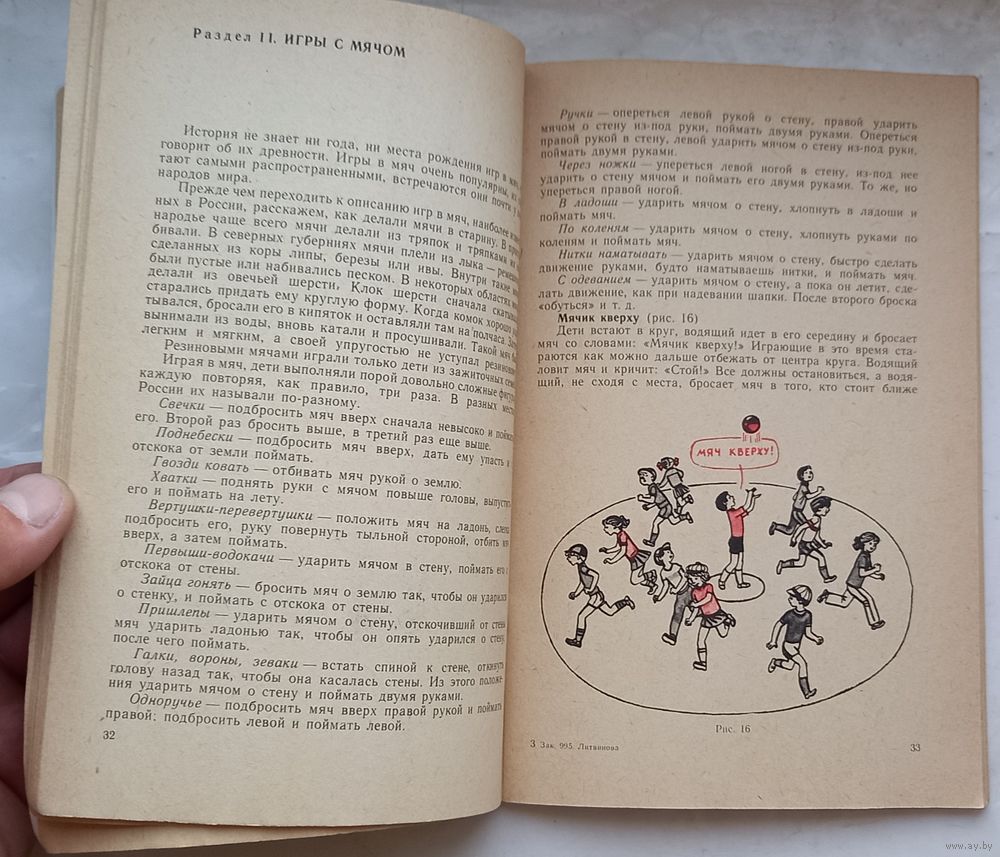 Раздел II. ИГРЫ С МЯЧОМ
История не знает ни года, ни места рождения игр в мяч,
говорит об их древности. Игры в мяч очень популярны, их
тают самыми распространенными, встречаются они почти у
народов мира.
Прежде чем переходить к описанию игр в мяч, наиболее
ных в России, расскажем, как делали мячи в старину. В
народье чаще всего мячи делали из тряпок и тряпками их
бивали. В северных губерниях мячи плели из лыка —
сделанных из коры липы, березы или ивы. Внутри такие
были пустые или набивались песком. В некоторых областях
делали из овечьей шерсти. Клок шерсти сначала
старались придать ему круглую форму. Когда комок хорошо
тывался, бросали его в кипяток и оставляли там на полчаса.
вынимали из воды, вновь катали и просушивали. Такой мяч
легким и мягким, а своей упругостью не уступал
Резиновыми мячами играли только дети из зажиточных
Играя в мяч, дети выполняли порой довольно сложные
каждую повторяя, как правило, три раза. В разных
России их называли по-разному.
Свечки — подбросить мяч вверх сначала невысоко и
его. Второй раз бросить выше, в третий раз еще выше.
Поднебески — подбросить мяч вверх, дать ему упасть и с
отскока от земли поймать.
Гвозди ковать — отбивать мяч рукой о землю.
Хватки — поднять руки с мячом повыше головы,
его и поймать на лету.
Вертушки-перевертушки — положить мяч на ладонь,
подбросить его, руку повернуть тыльной стороной, отбить
вверх, а затем поймать.
Первыши-водокачи — ударить мячом в стену, поймать его с
отскока от стены.
Зайца гонять — бросить мяч о землю так, чтобы он ударился
о стенку, и поймать с отскока от стены.
Пришлепы — ударить мячом о стену, отскочивший от стены
мяч ударить ладонью так, чтобы он опять ударился о стену,
после чего поймать.
Галки, вороны, зеваки — встать спиной к стене, откинуть
голову назад так, чтобы она касалась стены. Из этого положе-
ния ударить мячом о стену и поймать двумя руками.
Одноручье — подбросить мяч вверх правой рукой и поймать
правой; подбросить левой и поймать левой.
32
Ручки — опереться левой рукой о стену, правой ударить
мячом о стену из-под руки, поймать двумя руками. Опереться
правой рукой в стену, левой ударить мячом о стену из-под руки,
поймать двумя руками.
Через ножки — упереться левой ногой в стену, из-под нее
ударить о стену мячом и поймать его двумя руками. То же, но
упереться правой ногой.
В ладоши — ударить мячом о стену, хлопнуть в ладоши и
поймать мяч.
По коленям — ударить мячом о стену, хлопнуть руками по
коленям и поймать мяч.
Нитки наматывать — ударить мячом о стену, быстро сделать
движение руками, будто наматываешь нитки, и поймать мяч.
С одеванием — ударить мячом о стену, а пока он летит, сде-
лать движение, как при надевании шапки. После второго броска
«обуться» и т. д.
Мячик кверху (рис. 16)
Дети встают в круг, водящий идет в его середину и бросает
мяч со словами: «Мячик кверху!» Играющие в это время ста-
раются как можно дальше отбежать от центра круга. Водящий
ловит мяч и кричит: «Стой!» Все должны остановиться, а водя-
щий, не сходя с места, бросает мяч в того, кто стоит ближе
МЯЧ КВЕРХУ!
Рис. 16
3 Зак. 995. Литвинова
33
www.ay.by